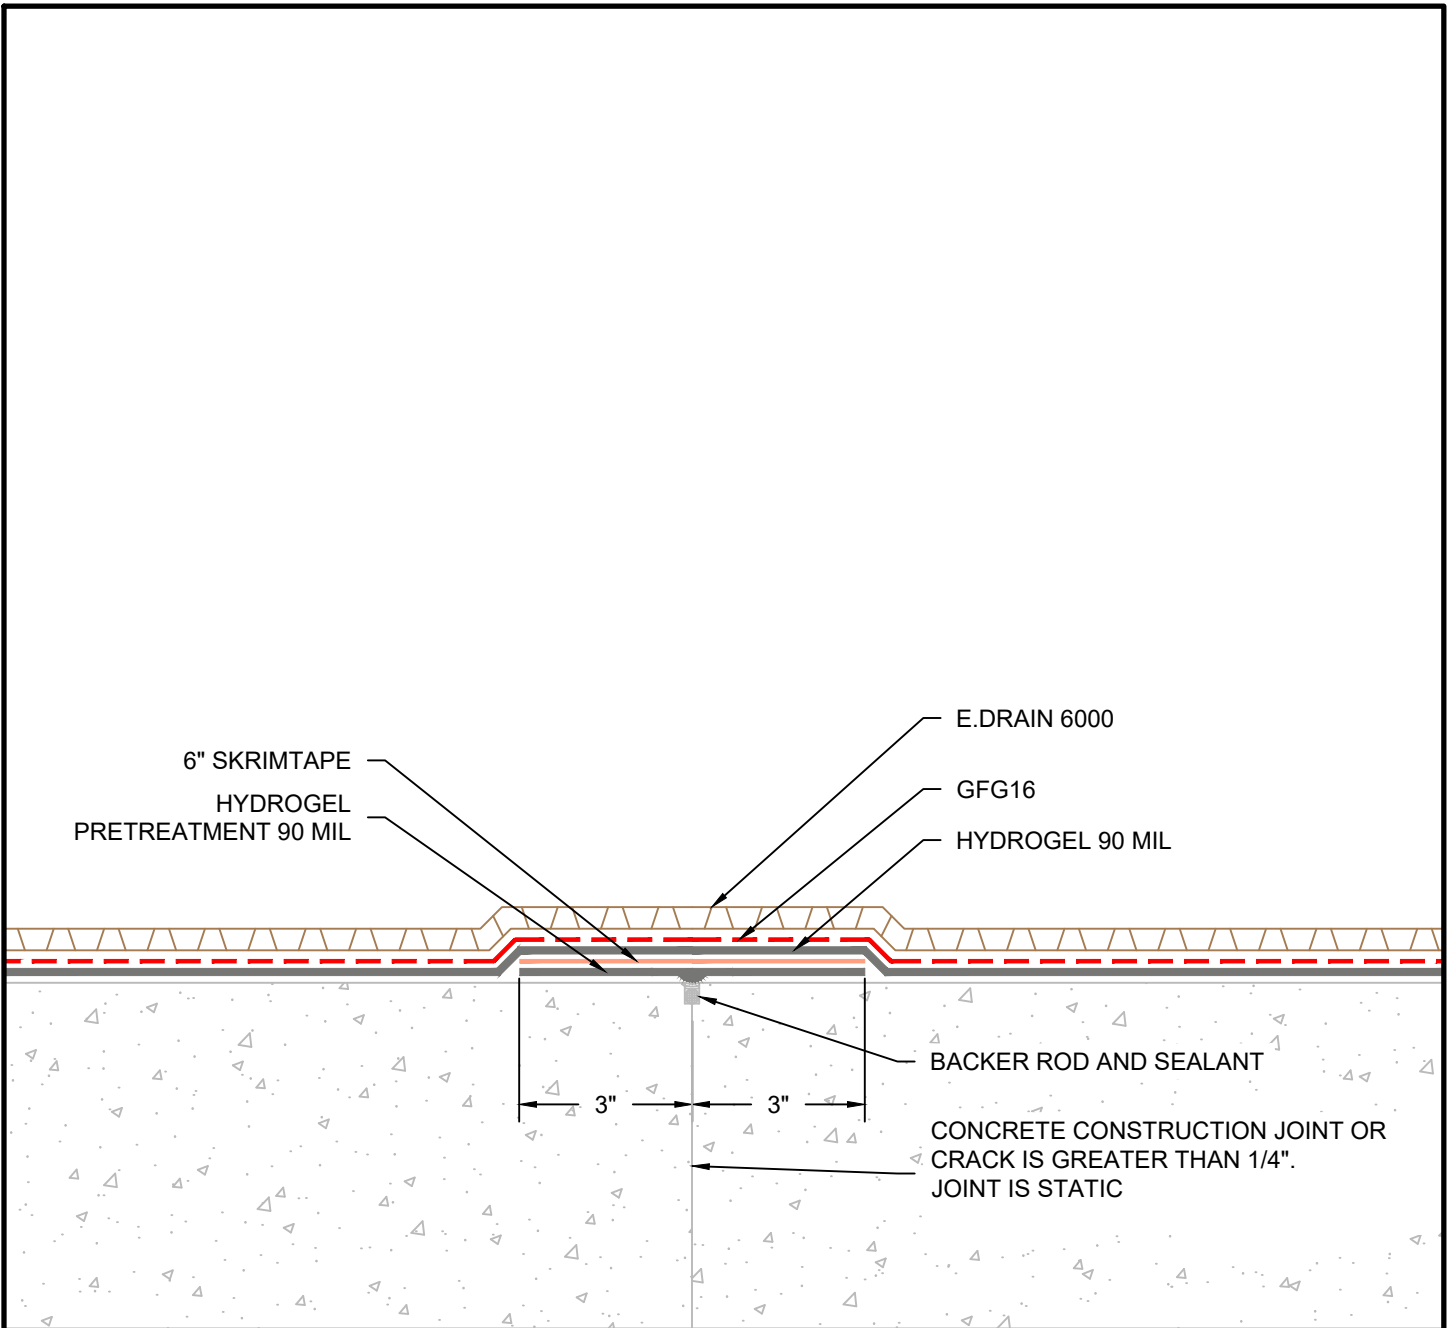 E.DRAIN 6000
6" SKRIMTAPE
GFG16
HYDROGEL
PRETREATMENT 90 MIL
HYDROGEL 90 MIL
BACKER ROD AND SEALANT
3"
3"
CONCRETE CONSTRUCTION JOINT OR
CRACK IS GREATER THAN 1/4".
JOINT IS STATIC